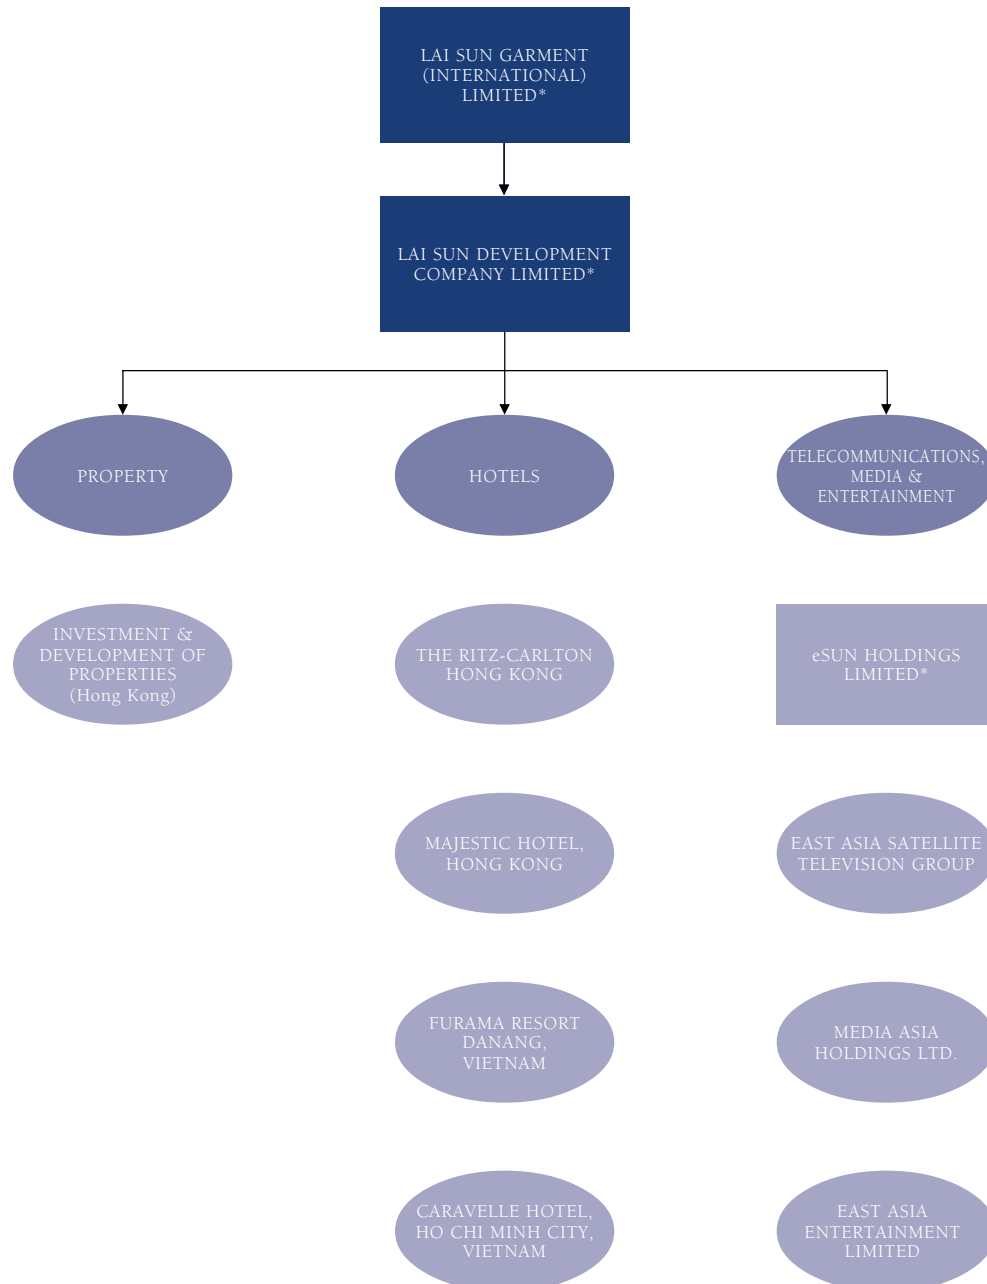 LAI SUN GARMENT
(INTERNATIONAL)
LIMITED*
LAI SUN DEVELOPMENT
COMPANY LIMITED*
PROPERTY
HOTELS
TELECOMMUNICATIONS,
MEDIA &
ENTERTAINMENT
INVESTMENT &
DEVELOPMENT OF
PROPERTIES
(Hong Kong)
THE RITZ-CARLTON
HONG KONG
eSUN HOLDINGS
LIMITED*
MAJESTIC HOTEL,
HONG KONG
EAST ASIA SATELLITE
TELEVISION GROUP
FURAMA RESORT
DANANG,
VIETNAM
MEDIA ASIA
HOLDINGS LTD.
CARAVELLE HOTEL,
HO CHI MINH CITY,
VIETNAM
EAST ASIA
ENTERTAINMENT
LIMITED